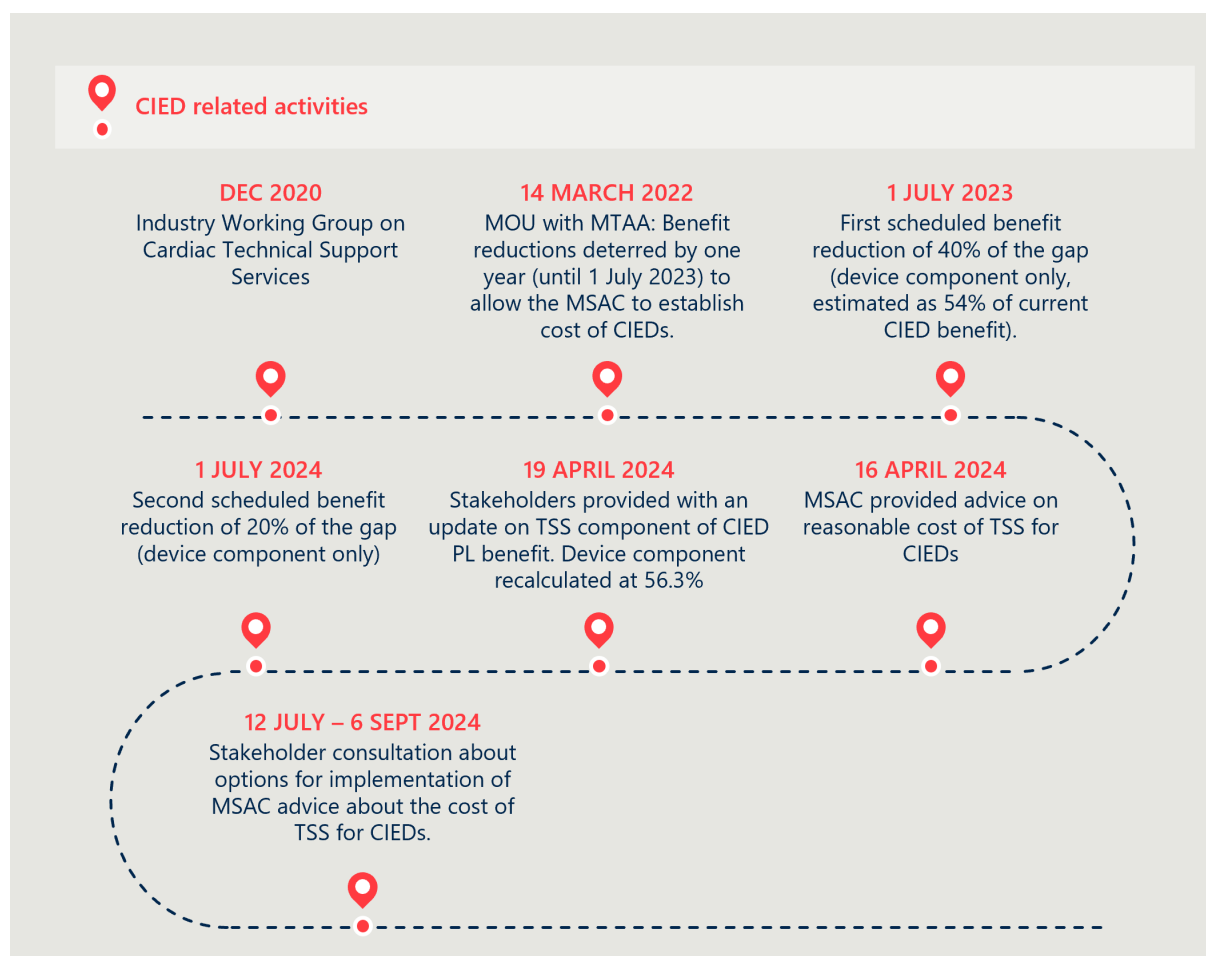 CIED related activities
DEC 2020
Industry Working Group on
Cardiac Technical Support
Services
14 MARCH 2022
MOU with MTAA: Benefit
reductions deterred by one
year (until 1 July 2023) to
allow the MSAC to establish
cost of CIEDs.
1 JULY 2023
First scheduled benefit
reduction of 40% of the gap
(device component only,
estimated as 54% of current
CIED benefit).
16 APRIL 2024
MSAC provided advice on
reasonable cost of TSS for
CIEDs
19 APRIL 2024
Stakeholders provided with an
update on TSS component of CIED
PL benefit. Device component
recalculated at 56.3%
1 JULY 2024
Second scheduled benefit
reduction of 20% of the gap
(device component only)
12 JULY – 6 SEPT 2024
Stakeholder consultation about
options for implementation of
MSAC advice about the cost of
TSS for CIEDs.